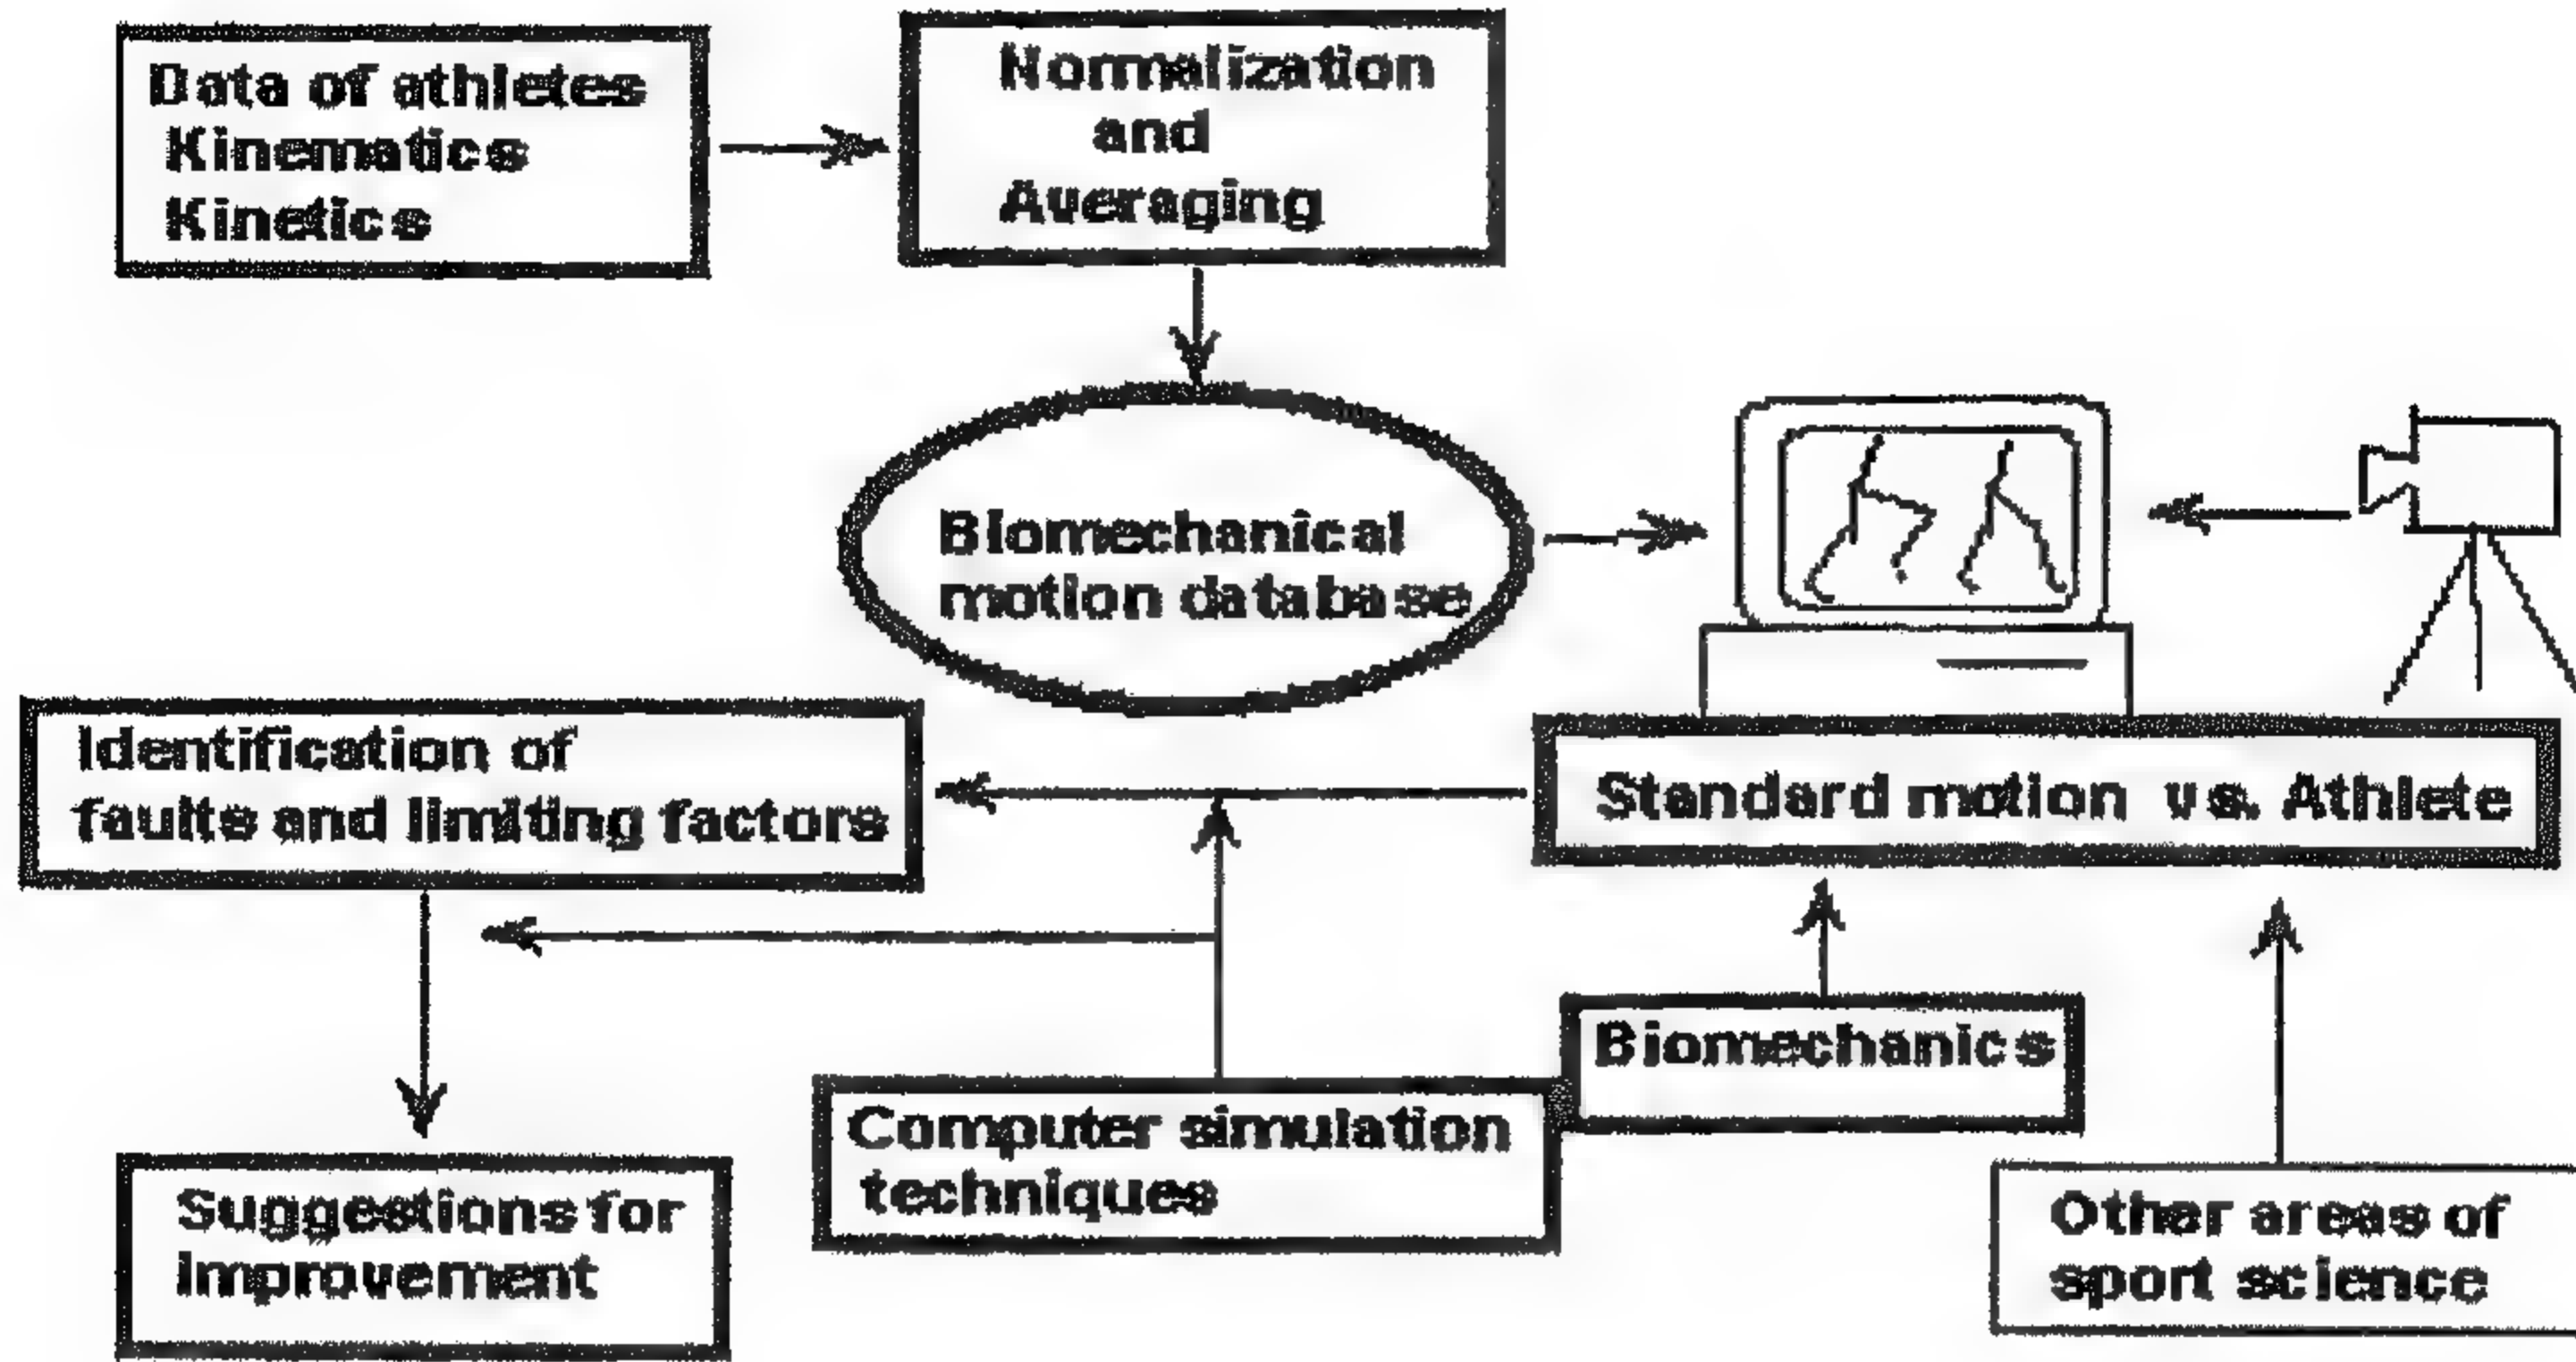 Data of athletes
Kinematics
Kinetics
Normalization
and
Averaging
Biomechanical
motion database
Identification of
faults and limiting factors
Standard motion vs. Athlete
Biomechanics
Computer simulation
techniques
Suggestions for
Improvement
Other areas of
sport science